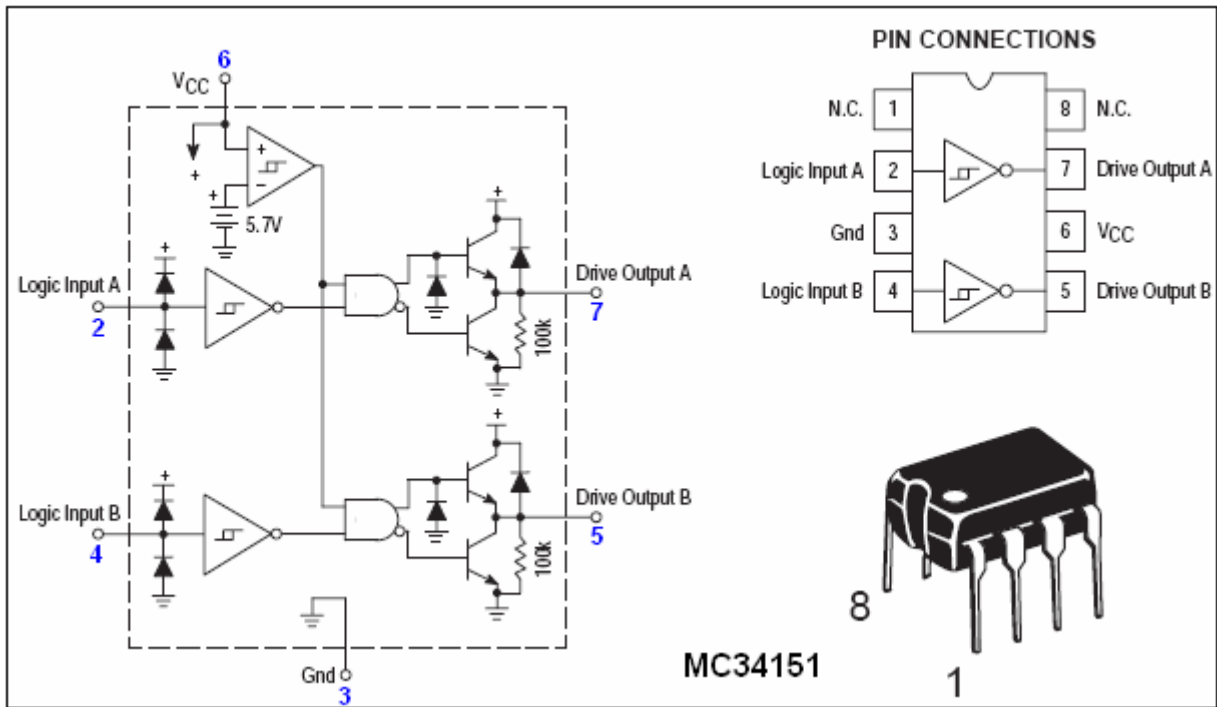 6
VCC
+
+
−
+
5.7V
+
+
Logic Input A
2
Drive Output A
7
100k
+
+
Logic Input B
4
Drive Output B
5
100k
Gnd
3
PIN CONNECTIONS
N.C. 1 8 N.C.
Logic Input A 2 7 Drive Output A
Gnd 3 6 VCC
Logic Input B 4 5 Drive Output B
8
1
MC34151